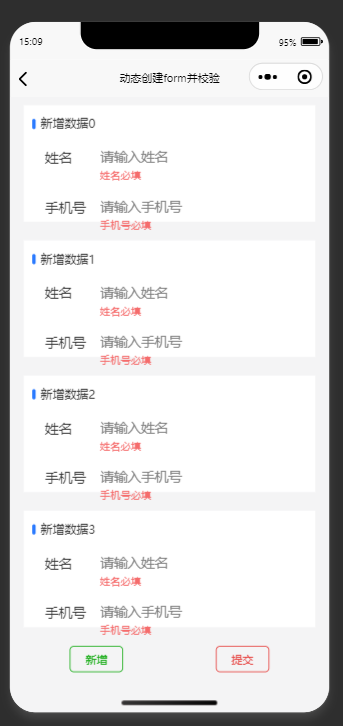 15:09
95%
动态创建form并校验
新增数据0
姓名 请输入姓名
姓名必填
手机号 请输入手机号
手机号必填
新增数据1
姓名 请输入姓名
姓名必填
手机号 请输入手机号
手机号必填
新增数据2
姓名 请输入姓名
姓名必填
手机号 请输入手机号
手机号必填
新增数据3
姓名 请输入姓名
姓名必填
手机号 请输入手机号
手机号必填
新增 提交